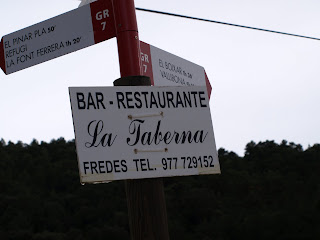 GR
7
EL PINAR PLA 50'
REFUGI
LA FONT FERRERA 1h 20'
GR
7
EL BOIXAR
VALLIBONA
BAR - RESTAURANTE
La Taberna
FREDES TEL. 977 729152